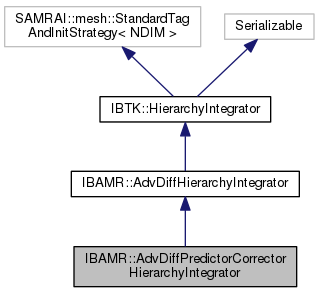 SAMRAI::mesh::StandardTag
AndInitStrategy< NDIM >
Serializable
IBTK::HierarchyIntegrator
IBAMR::AdvDiffHierarchyIntegrator
IBAMR::AdvDiffPredictorCorrector
HierarchyIntegrator